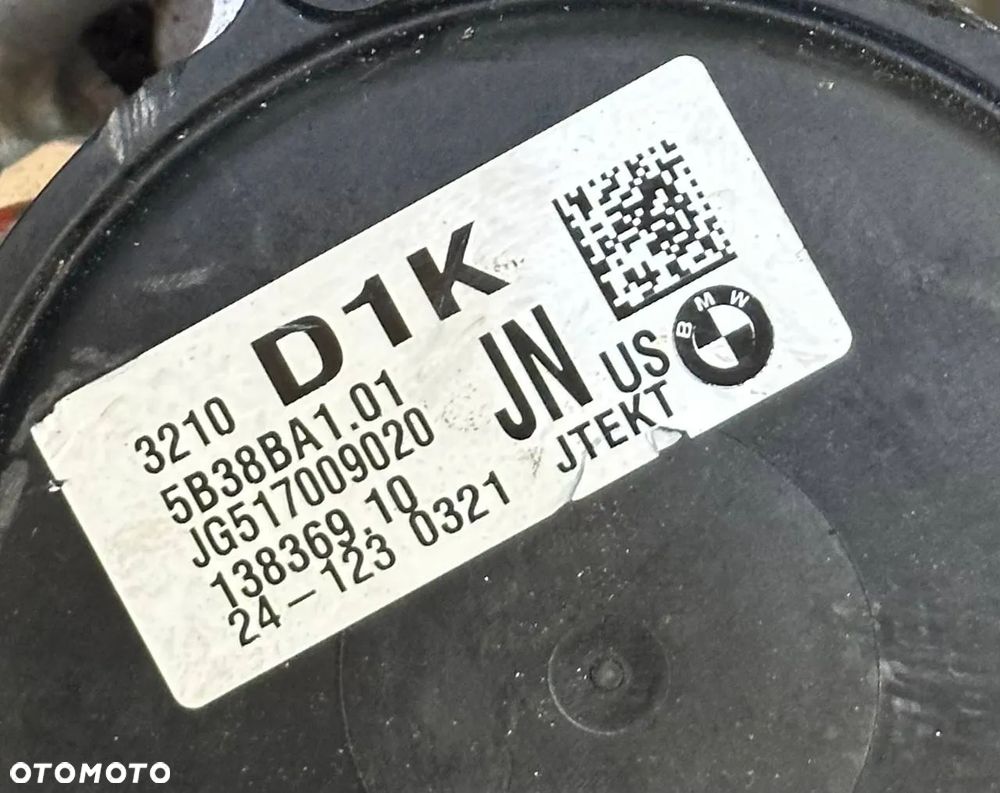 D1K
3210
5B38BA1.01
JG517009020
138369.10
24-123 0321
JN
US
JTEKT
BMW
OTOMOTO